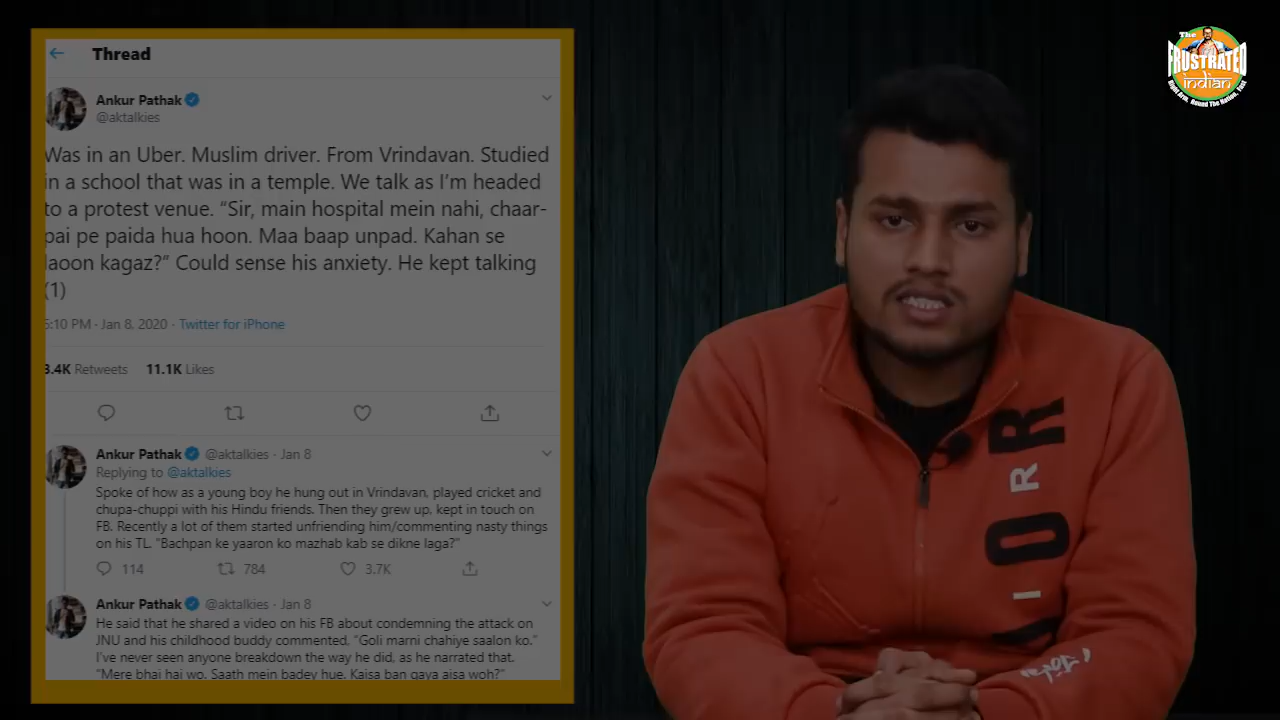 Thread
Ankur Pathak
@aktalkies
Was in an Uber. Muslim driver. From Vrindavan. Studied
in a school that was in a temple. We talk as I'm headed
to a protest venue. “Sir, main hospital mein nahi, chaar-
pai pe paida hua hoon. Maa baap unpad. Kahan se
laoon kagaz?” Could sense his anxiety. He kept talking
(1)
5:10 PM · Jan 8, 2020 · Twitter for iPhone
3.4K Retweets 11.1K Likes
Ankur Pathak @aktalkies · Jan 8
Replying to @aktalkies
Spoke of how as a young boy he hung out in Vrindavan, played cricket and
chupa-chuppi with his Hindu friends. Then they grew up, kept in touch on
FB. Recently a lot of them started unfriending him/commenting nasty things
on his TL. “Bachpan ke yaaron ko mazhab kab se dikne laga?”
114 784 3.7K
Ankur Pathak @aktalkies · Jan 8
He said that he shared a video on his FB about condemning the attack on
JNU and his childhood buddy commented, “Goli marni chahiye saalon ko.”
I've never seen anyone breakdown the way he did, as he narrated that.
“Mere bhai hai wo. Saath mein badey hue. Kaisa ban gaya aisa woh?”
The
FRUSTRATED
indian
Right Arm, Round The Nation, Fast